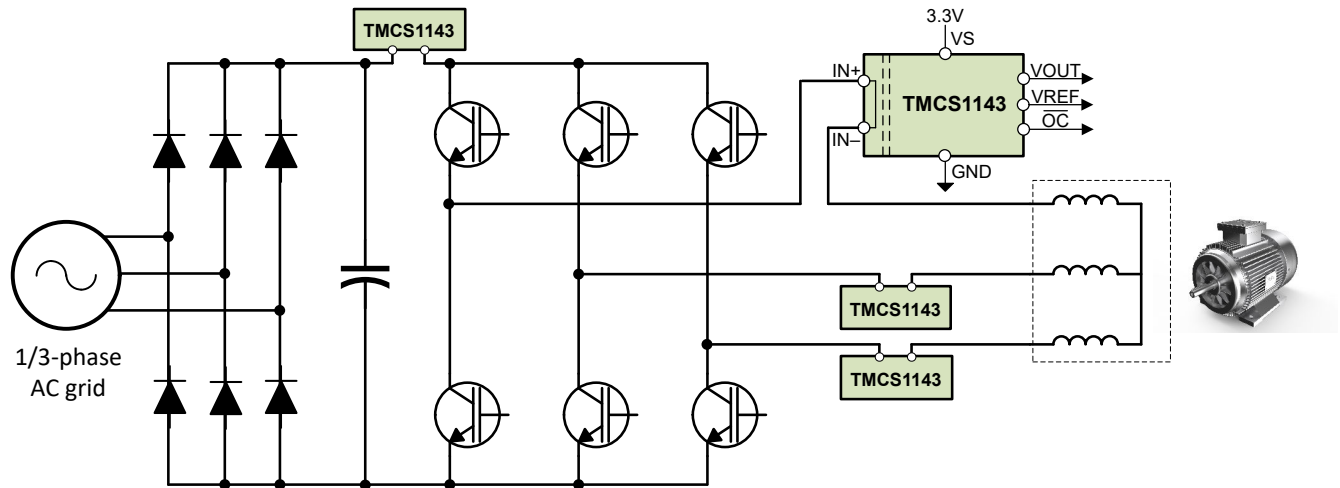 TMCS1143
3.3V
VS
IN+
TMCS1143
VOUT
VREF
OC
IN–
GND
1/3-phase
AC grid
TMCS1143
TMCS1143